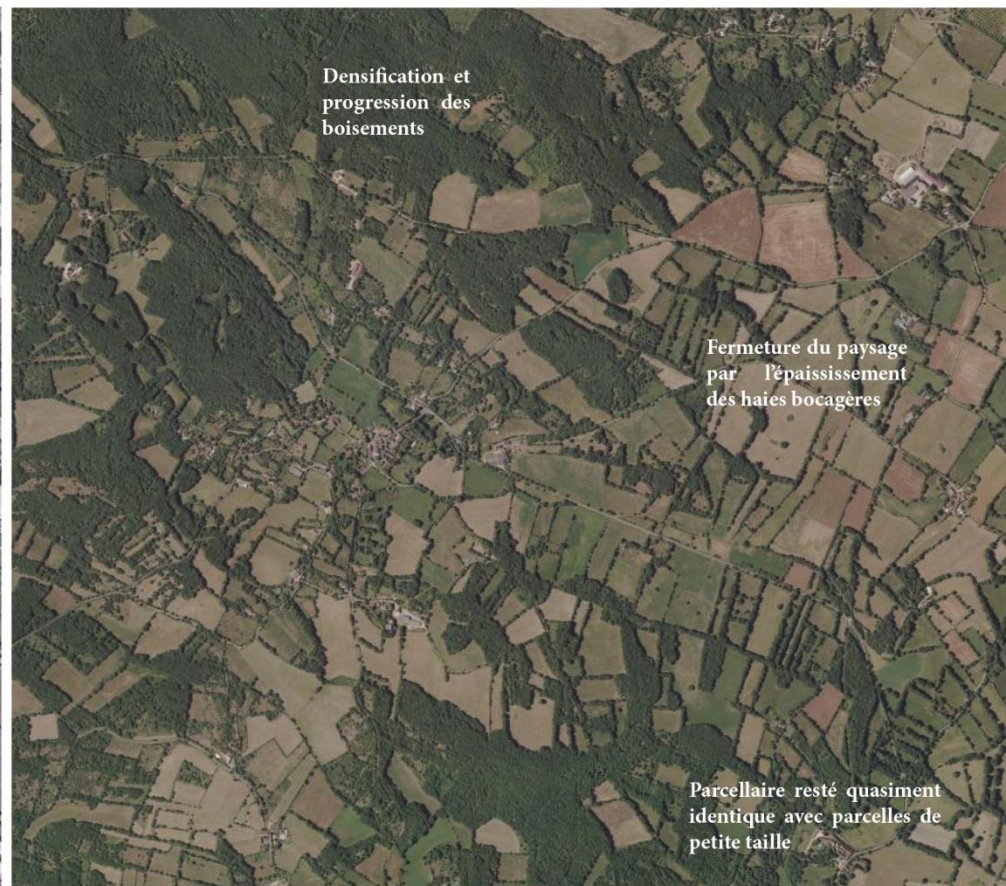 Densification et
progression des
boisements
Fermeture du paysage
par l'épaississement
des haies bocagères
Parcellaire resté quasiment
identique avec parcelles de
petite taille